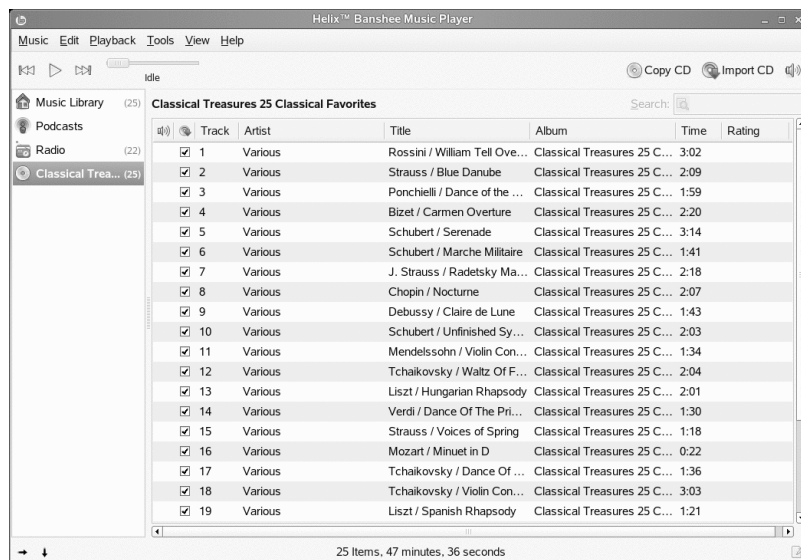 Helix™ Banshee Music Player
Music Edit Playback Tools View Help
Idle
Copy CD Import CD
Music Library (25)
Podcasts
Radio (22)
Classical Trea... (25)
Classical Treasures 25 Classical Favorites
Search:
Track Artist Title Album Time Rating
1 Various Rossini / William Tell Ove... Classical Treasures 25 C... 3:02
2 Various Strauss / Blue Danube Classical Treasures 25 C... 2:09
3 Various Ponchielli / Dance of the ... Classical Treasures 25 C... 1:59
4 Various Bizet / Carmen Overture Classical Treasures 25 C... 2:20
5 Various Schubert / Serenade Classical Treasures 25 C... 3:14
6 Various Schubert / Marche Militaire Classical Treasures 25 C... 1:41
7 Various J. Strauss / Radetsky Ma... Classical Treasures 25 C... 2:18
8 Various Chopin / Nocturne Classical Treasures 25 C... 2:07
9 Various Debussy / Claire de Lune Classical Treasures 25 C... 1:43
10 Various Schubert / Unfinished Sy... Classical Treasures 25 C... 2:03
11 Various Mendelssohn / Violin Con... Classical Treasures 25 C... 1:34
12 Various Tchaikovsky / Waltz Of F... Classical Treasures 25 C... 2:04
13 Various Liszt / Hungarian Rhapsody Classical Treasures 25 C... 2:01
14 Various Verdi / Dance Of The Pri... Classical Treasures 25 C... 1:30
15 Various Strauss / Voices of Spring Classical Treasures 25 C... 1:18
16 Various Mozart / Minuet in D Classical Treasures 25 C... 0:22
17 Various Tchaikovsky / Dance Of ... Classical Treasures 25 C... 1:36
18 Various Tchaikovsky / Violin Con... Classical Treasures 25 C... 3:03
19 Various Liszt / Spanish Rhapsody Classical Treasures 25 C... 1:21
25 Items, 47 minutes, 36 seconds